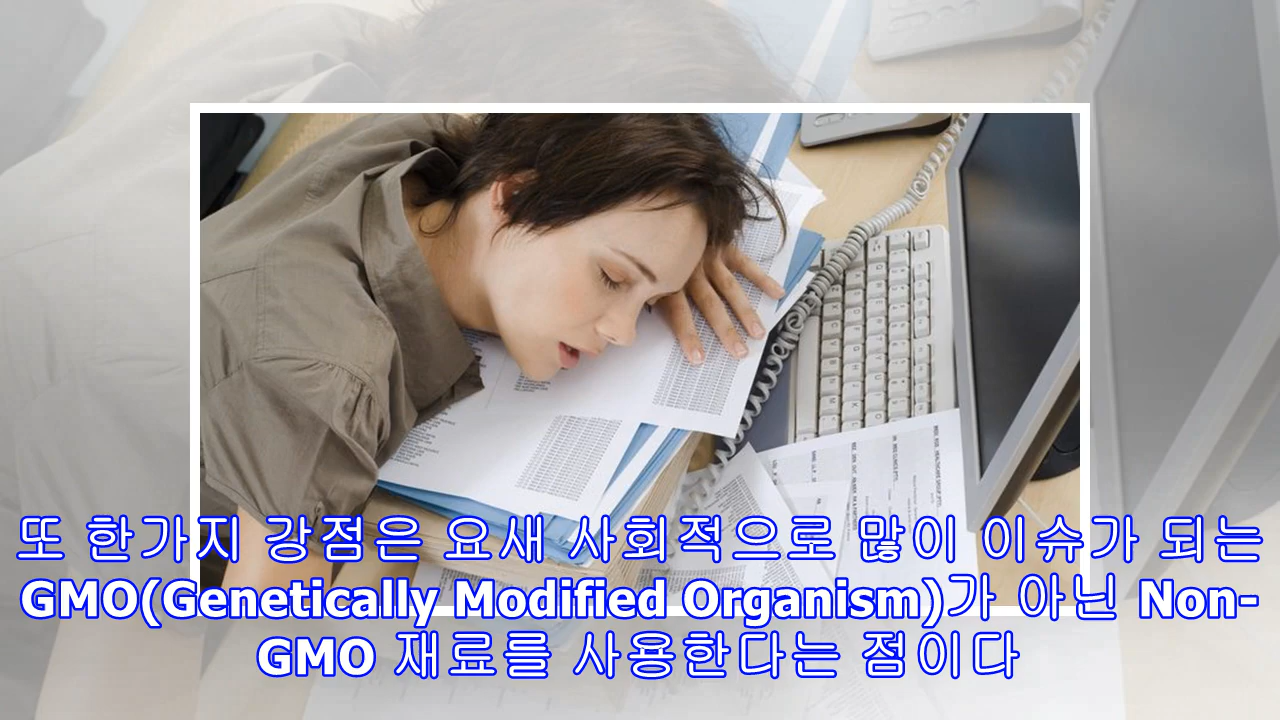 또 한가지 강점은 요새 사회적으로 많이 이슈가 되는
GMO(Genetically Modified Organism)가 아닌 Non-
GMO 재료를 사용한다는 점이다